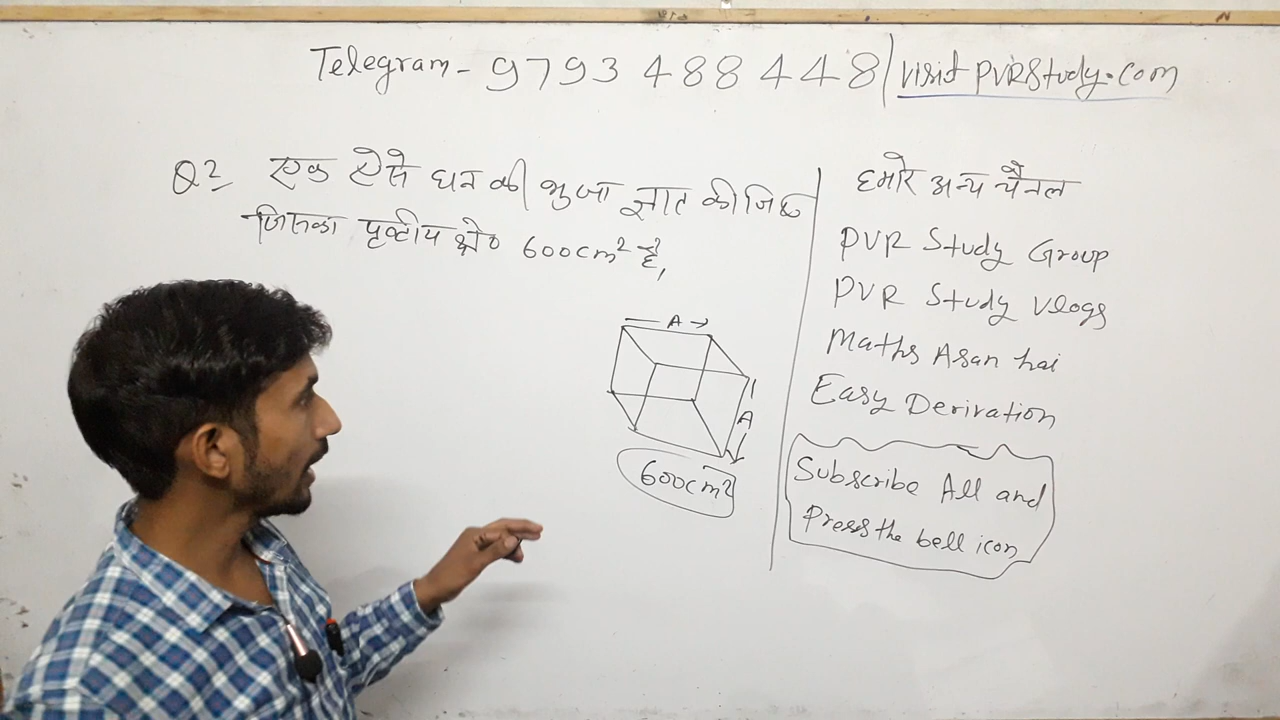 Telegram - 9793 488 448 | visit PVRStudy.com
Q2 एक ऐसे घन की भुजा ज्ञात कीजिए
जिसका पृष्ठीय क्षे० 600cm² है,
A
A
600cm²
हमारे अन्य चैनल
PVR Study Group
PVR Study Vlogs
Maths Asan hai
Easy Derivation
Subscribe All and
Press the bell icon